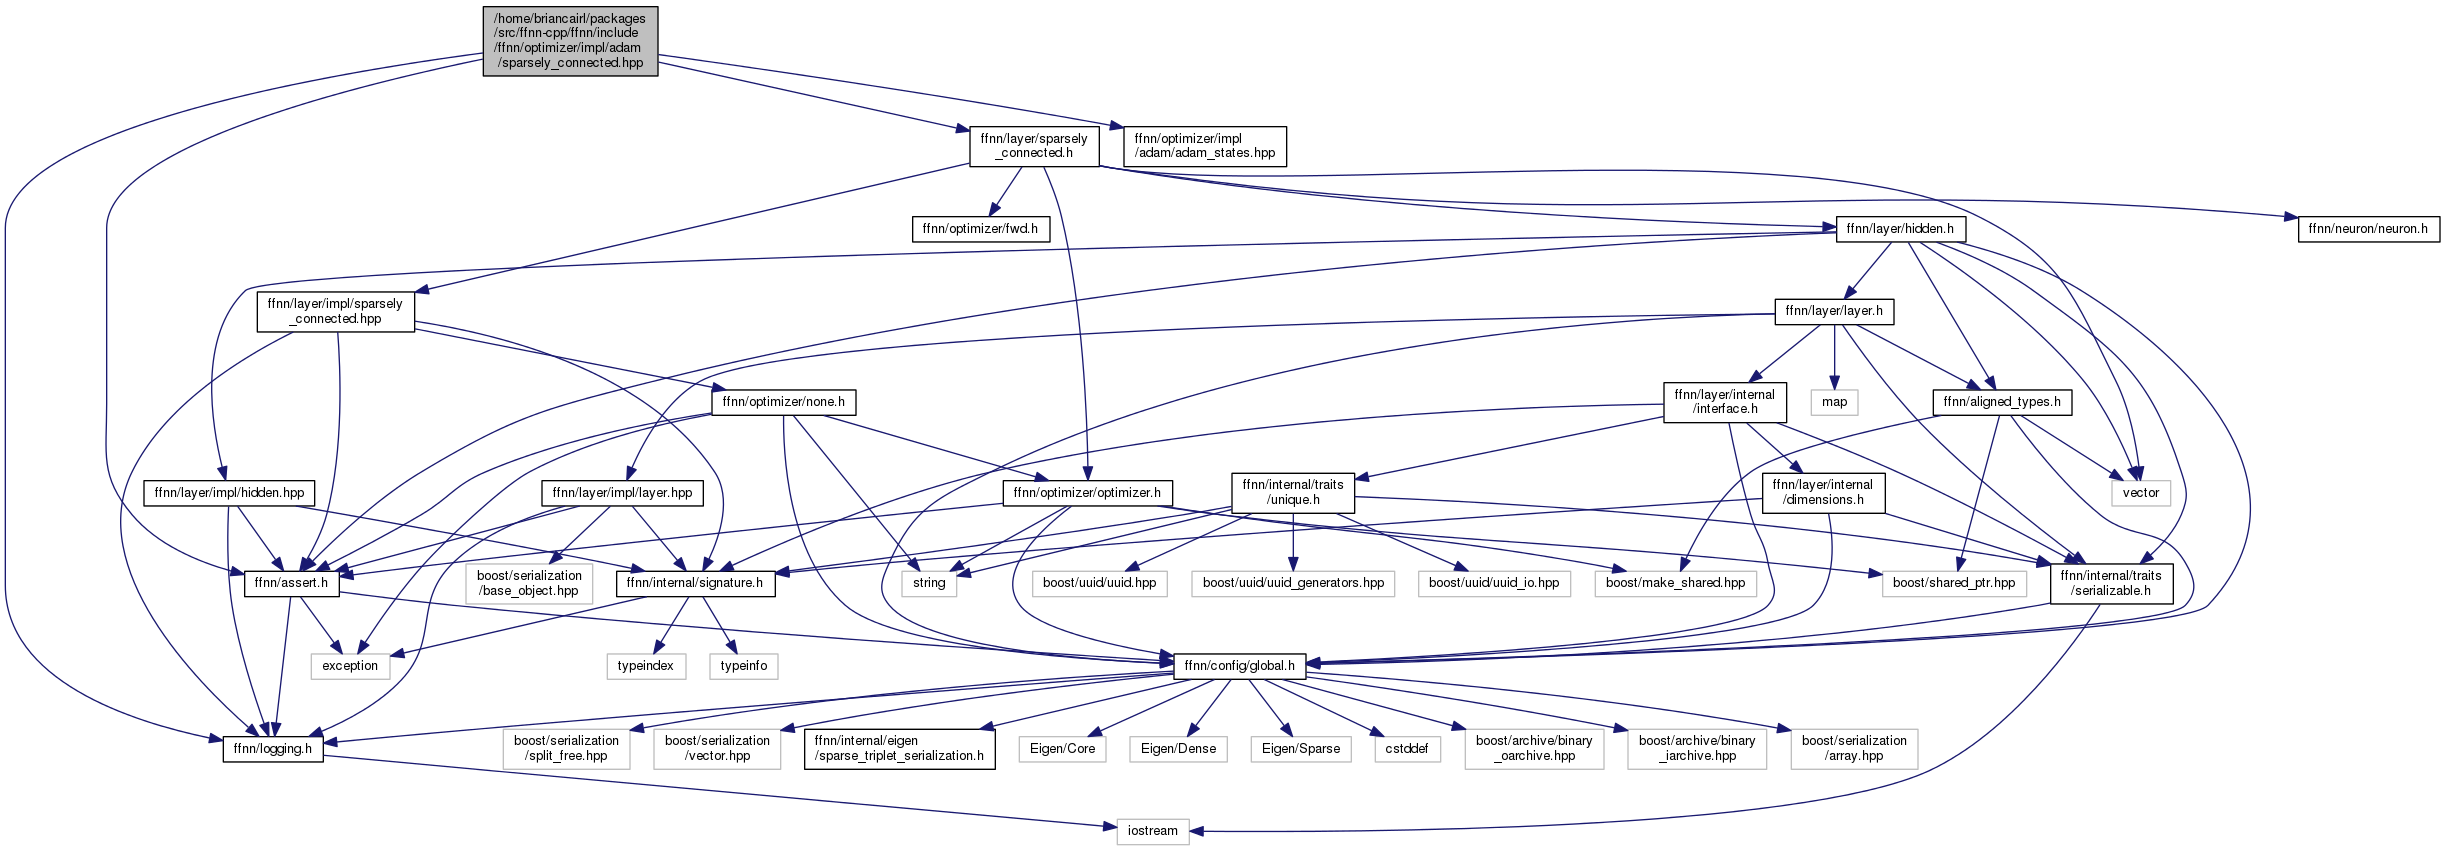 /home/briancairl/packages
/src/ffnn-cpp/ffnn/include
/ffnn/optimizer/impl/adam
/sparsely_connected.hpp
ffnn/layer/sparsely
_connected.h
ffnn/optimizer/impl
/adam/adam_states.hpp
ffnn/optimizer/fwd.h
ffnn/layer/hidden.h
ffnn/neuron/neuron.h
ffnn/layer/impl/sparsely
_connected.hpp
ffnn/layer/layer.h
ffnn/optimizer/none.h
ffnn/layer/internal
/interface.h
map
ffnn/aligned_types.h
ffnn/layer/impl/hidden.hpp
ffnn/layer/impl/layer.hpp
ffnn/optimizer/optimizer.h
ffnn/internal/traits
/unique.h
ffnn/layer/internal
/dimensions.h
vector
ffnn/assert.h
boost/serialization
/base_object.hpp
ffnn/internal/signature.h
string
boost/uuid/uuid.hpp
boost/uuid/uuid_generators.hpp
boost/uuid/uuid_io.hpp
boost/make_shared.hpp
boost/shared_ptr.hpp
ffnn/internal/traits
/serializable.h
exception
typeindex
typeinfo
ffnn/config/global.h
ffnn/logging.h
boost/serialization
/split_free.hpp
boost/serialization
/vector.hpp
ffnn/internal/eigen
/sparse_triplet_serialization.h
Eigen/Core
Eigen/Dense
Eigen/Sparse
cstddef
boost/archive/binary
_oarchive.hpp
boost/archive/binary
_iarchive.hpp
boost/serialization
/array.hpp
iostream